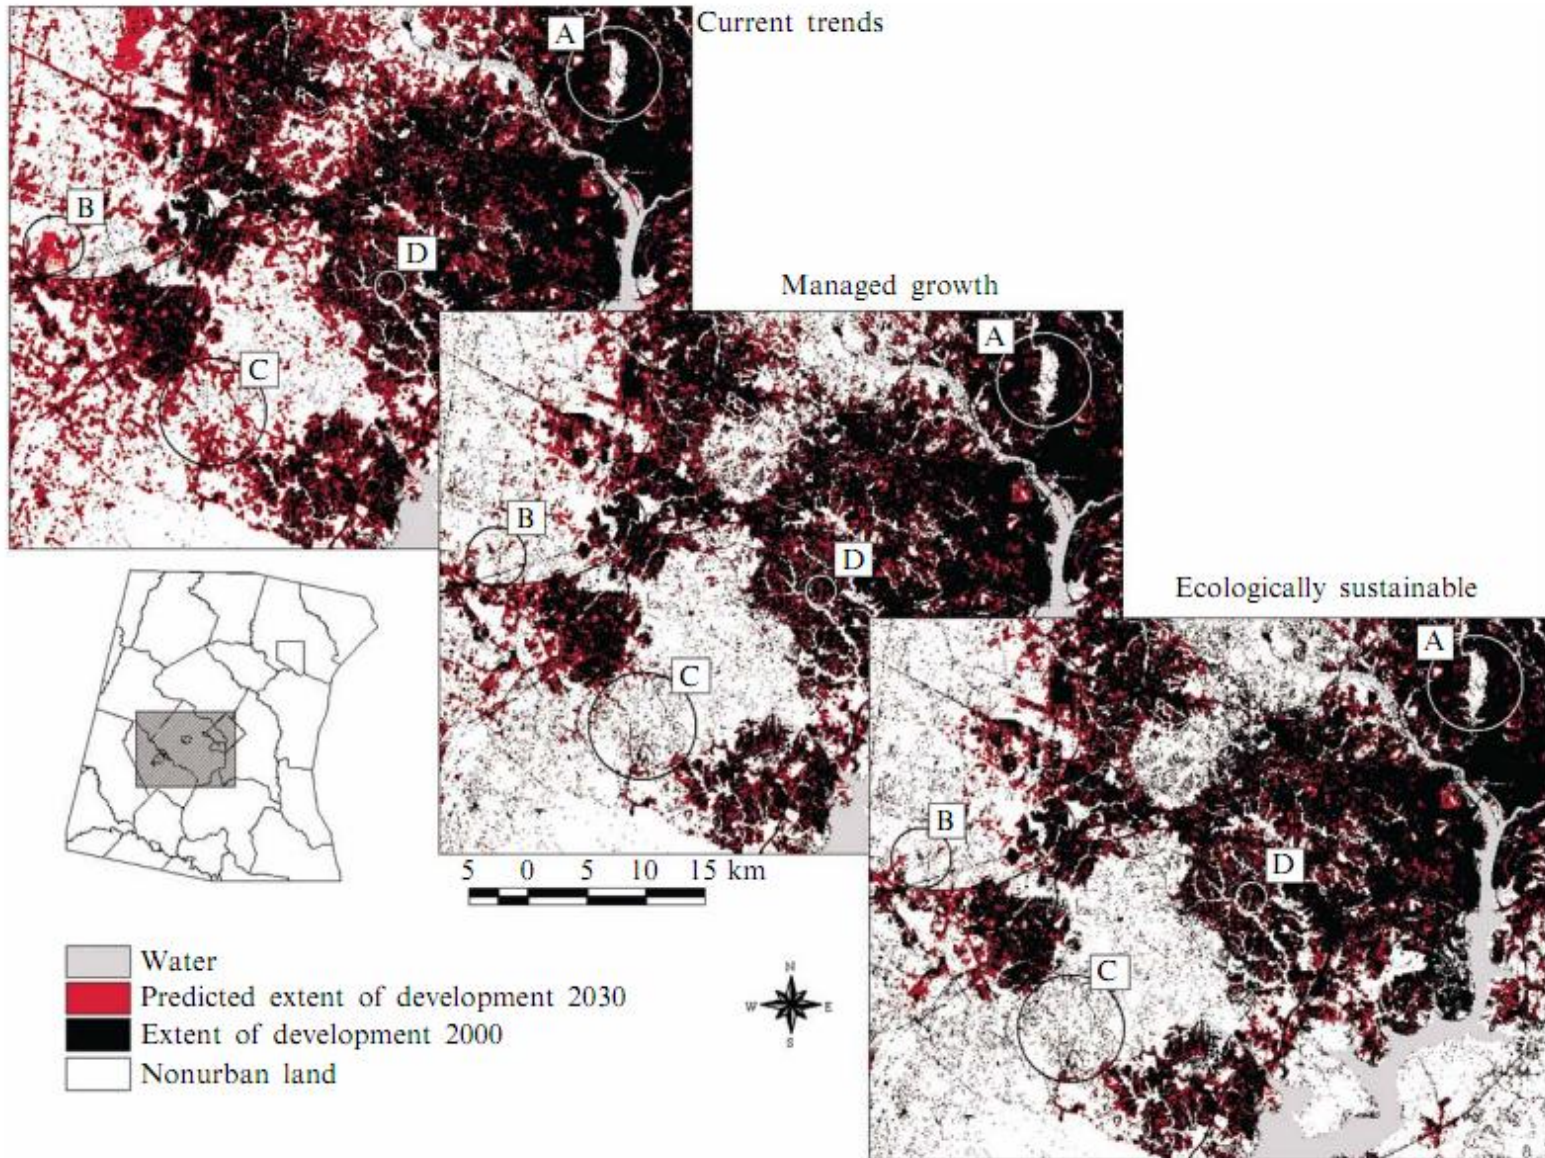 Current trends
A
B
D
C
Managed growth
A
B
D
C
Ecologically sustainable
A
B
D
C
5 0 5 10 15 km
Water
Predicted extent of development 2030
Extent of development 2000
Nonurban land
N
W E
S